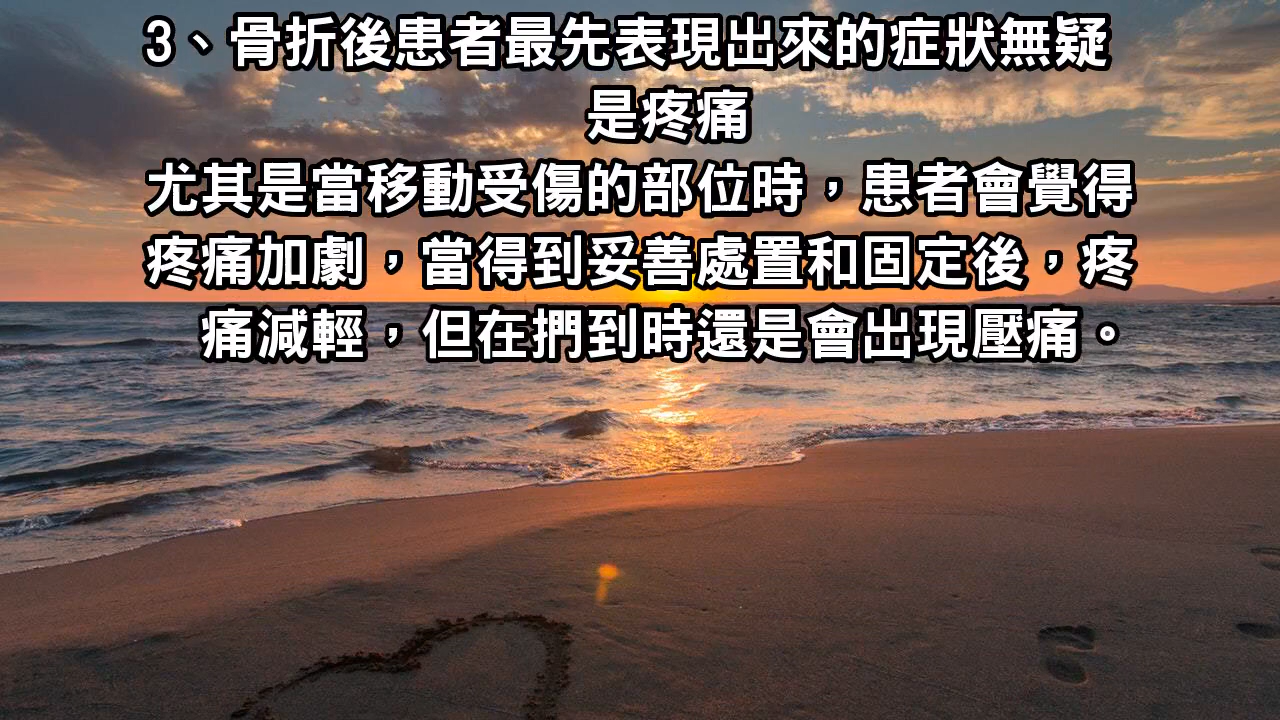 3、骨折後患者最先表現出來的症狀無疑
是疼痛
尤其是當移動受傷的部位時，患者會覺得
疼痛加劇，當得到妥善處置和固定後，疼
痛減輕，但在捫到時還是會出現壓痛。